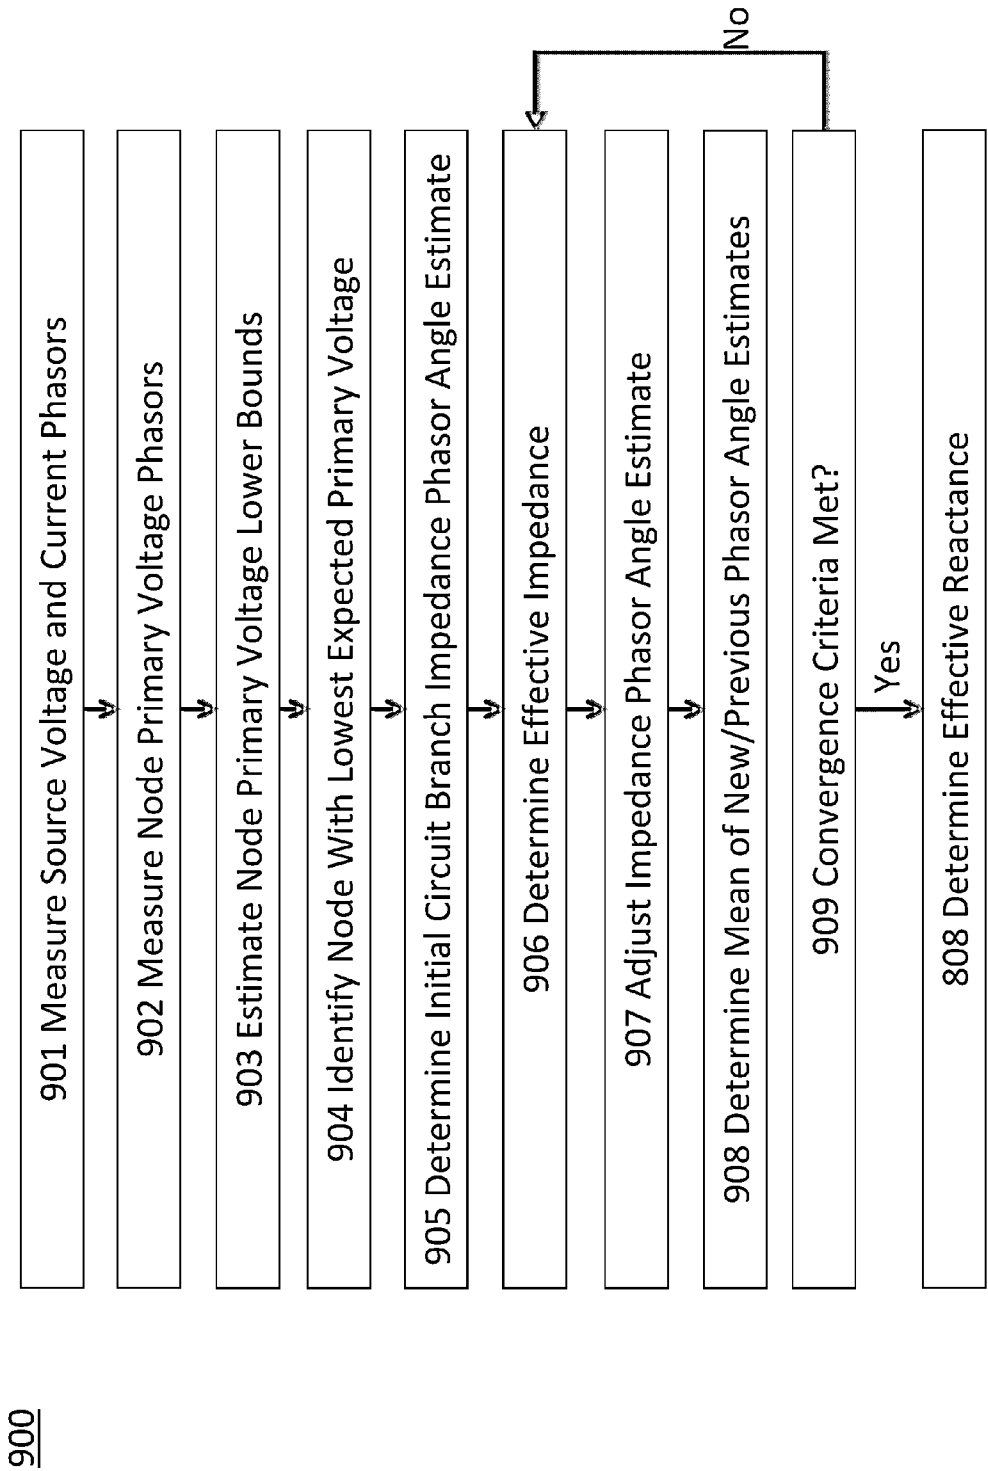 900
901 Measure Source Voltage and Current Phasors
902 Measure Node Primary Voltage Phasors
903 Estimate Node Primary Voltage Lower Bounds
904 Identify Node With Lowest Expected Primary Voltage
905 Determine Initial Circuit Branch Impedance Phasor Angle Estimate
906 Determine Effective Impedance
907 Adjust Impedance Phasor Angle Estimate
908 Determine Mean of New/Previous Phasor Angle Estimates
909 Convergence Criteria Met?
No
Yes
808 Determine Effective Reactance